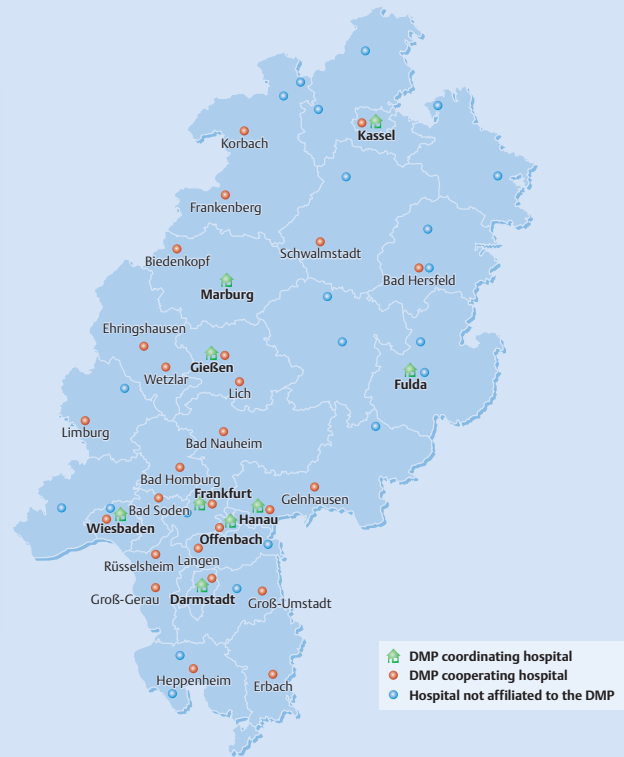 Kassel
Korbach
Frankenberg
Schwalmstadt
Biedenkopf
Bad Hersfeld
Marburg
Ehringshausen
Gießen
Wetzlar
Fulda
Lich
Limburg
Bad Nauheim
Bad Homburg
Frankfurt
Gelnhausen
Bad Soden
Hanau
Wiesbaden
Offenbach
Langen
Rüsselsheim
Groß-Gerau
Darmstadt
Groß-Umstadt
Heppenheim
Erbach
DMP coordinating hospital
DMP cooperating hospital
Hospital not affiliated to the DMP